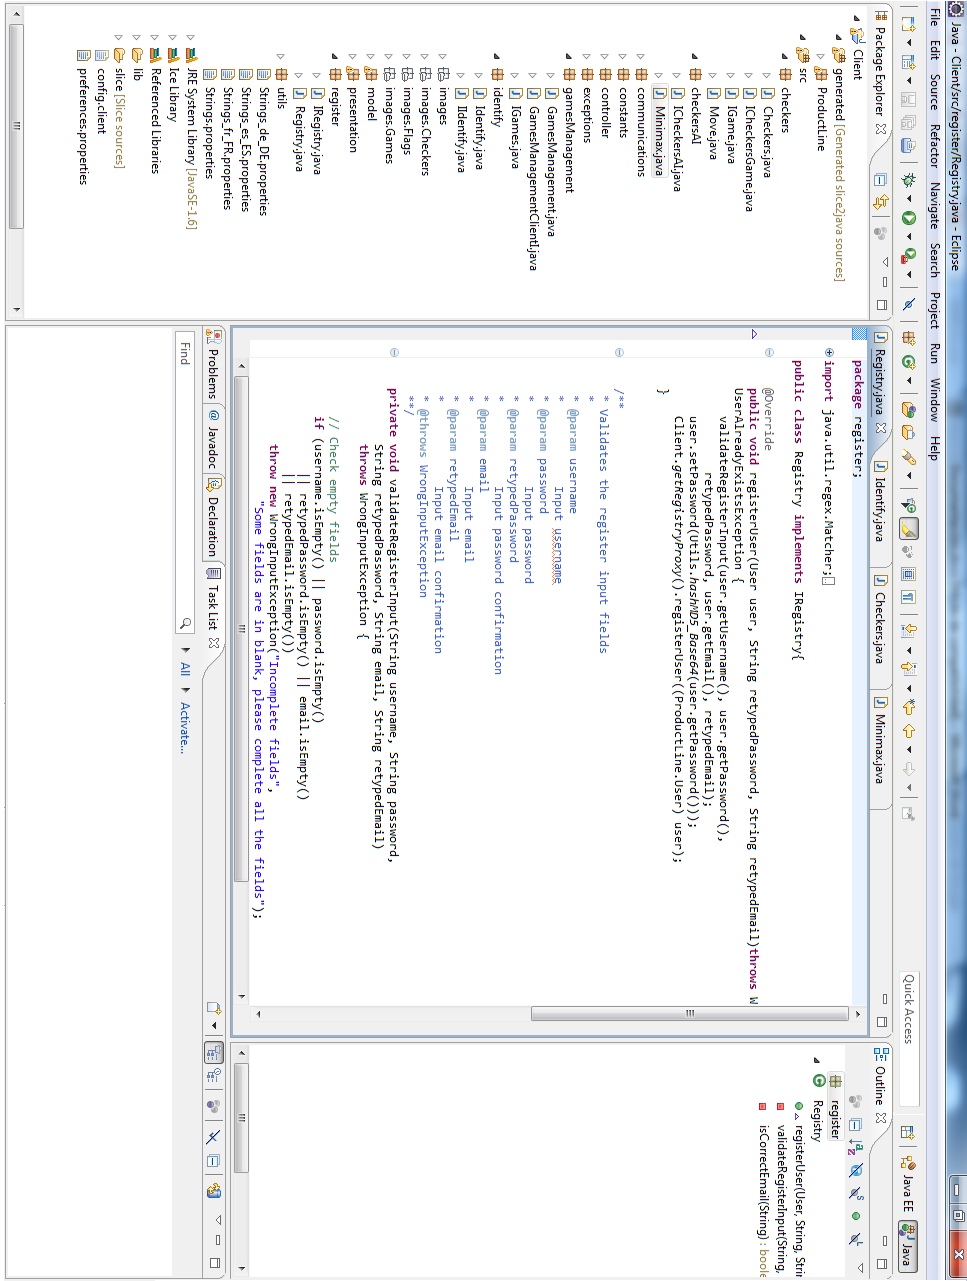 Java - Client/src/register/Registry.java - Eclipse
File Edit Source Refactor Navigate Search Project Run Window Help
Quick Access
Java EE
Java
Package Explorer
Client
generated [Generated slice2java sources]
ProductLine
src
checkers
Checkers.java
ICheckersGame.java
IGame.java
Move.java
checkersAI
ICheckersAI.java
Minimax.java
communications
constants
controller
exceptions
gamesManagement
GamesManagement.java
GamesManagementClientI.java
IGames.java
identify
Identify.java
IIdentify.java
images
images.Checkers
images.Flags
images.Games
model
presentation
register
IRegistry.java
Registry.java
utils
Strings_de_DE.properties
Strings_es_ES.properties
Strings_fr_FR.properties
Strings.properties
JRE System Library [JavaSE-1.6]
Ice Library
Referenced Libraries
lib
slice [Slice sources]
config.client
preferences.properties
Registry.java
Identify.java
Checkers.java
Minimax.java
package register;
import java.util.regex.Matcher;
public class Registry implements IRegistry{
@Override
public void registerUser(User user, String retypedPassword, String retypedEmail)throws W
UserAlreadyExistsException {
validateRegisterInput(user.getUsername(), user.getPassword(),
retypedPassword, user.getEmail(), retypedEmail);
user.setPassword(Utils.hashMD5_Base64(user.getPassword()));
Client.getRegistryProxy().registerUser((ProductLine.User) user);
}
/**
* Validates the register input fields
*
* @param username
* Input username
* @param password
* Input password
* @param retypedPassword
* Input password confirmation
* @param email
* Input email
* @param retypedEmail
* Input email confirmation
* @throws WrongInputException
**/
private void validateRegisterInput(String username, String password,
String retypedPassword, String email, String retypedEmail)
throws WrongInputException {
// Check empty fields
if (username.isEmpty() || password.isEmpty()
|| retypedPassword.isEmpty() || email.isEmpty()
|| retypedEmail.isEmpty())
throw new WrongInputException("Incomplete fields",
"Some fields are in blank, please complete all the fields");
Outline
register
Registry
registerUser(User, String, Strin
validateRegisterInput(String,
isCorrectEmail(String) : boole
Problems
@ Javadoc
Declaration
Task List
Find
All
Activate...